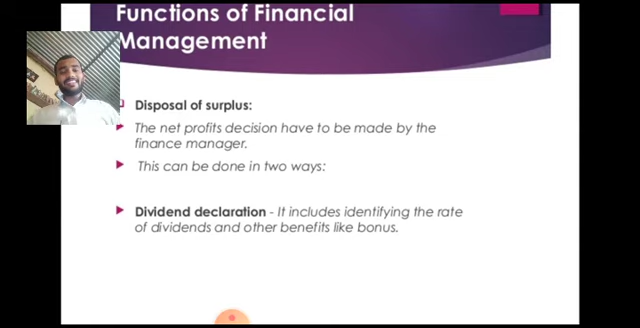 Functions of Financial
Management
Disposal of surplus:
The net profits decision have to be made by the
finance manager.
This can be done in two ways:
Dividend declaration - It includes identifying the rate
of dividends and other benefits like bonus.